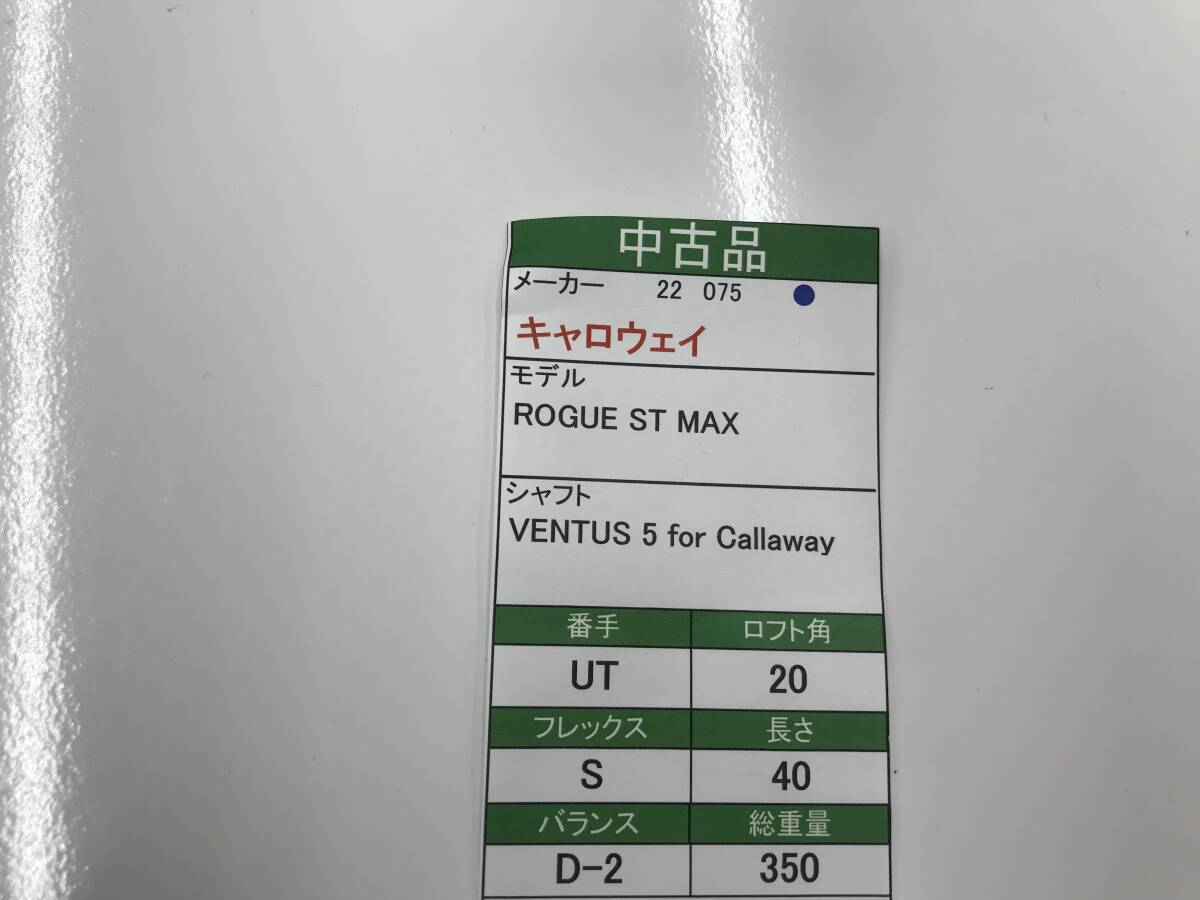 中古品
メーカー 22 075
キャロウェイ
モデル
ROGUE ST MAX
シャフト
VENTUS 5 for Callaway
番手 ロフト角
UT 20
フレックス 長さ
S 40
バランス 総重量
D-2 350